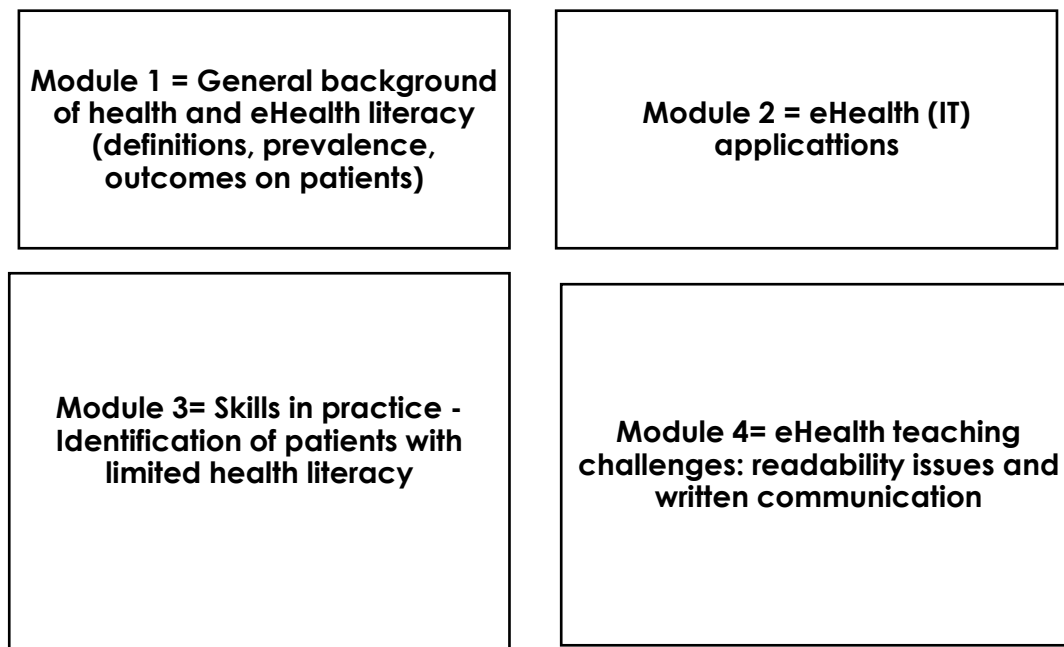 Module 1 = General background
of health and eHealth literacy
(definitions, prevalence,
outcomes on patients)
Module 2 = eHealth (IT)
applicattions
Module 3= Skills in practice -
Identification of patients with
limited health literacy
Module 4= eHealth teaching
challenges: readability issues and
written communication